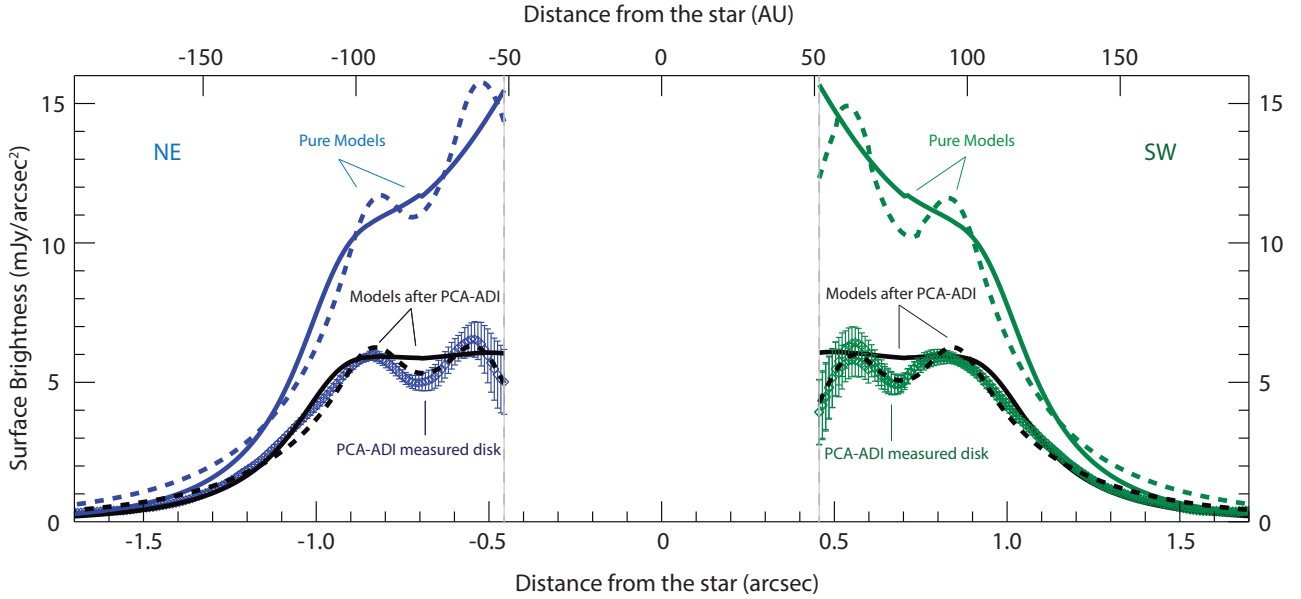 Distance from the star (AU)
-150 -100 -50 0 50 100 150
15 15
Pure Models Pure Models
NE SW
10 10
Surface Brightness (mJy/arcsec²)
Models after PCA-ADI Models after PCA-ADI
5 5
PCA-ADI measured disk PCA-ADI measured disk
0 0
-1.5 -1.0 -0.5 0 0.5 1.0 1.5
Distance from the star (arcsec)